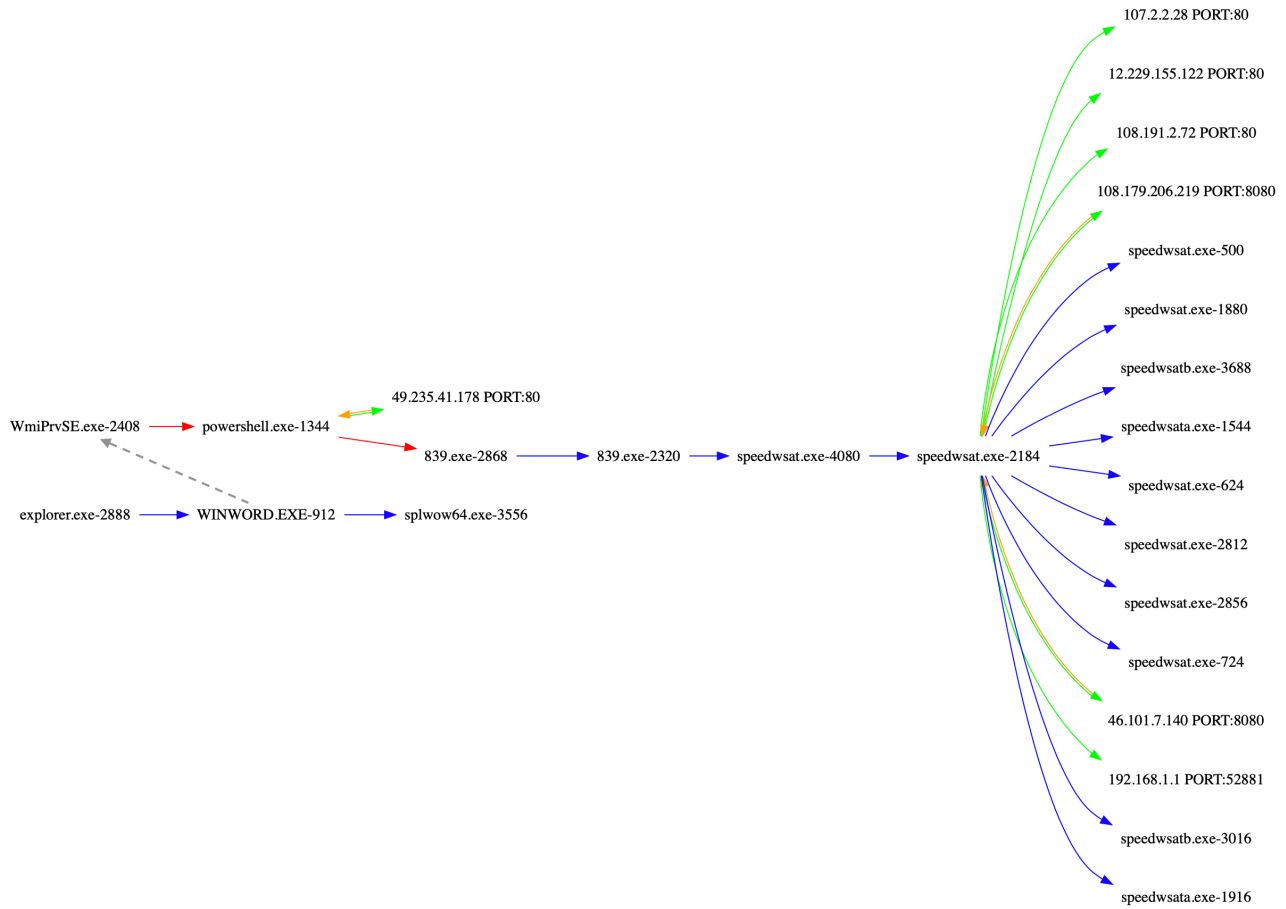 107.2.2.28 PORT:80
12.229.155.122 PORT:80
108.191.2.72 PORT:80
108.179.206.219 PORT:8080
speedwsat.exe-500
speedwsat.exe-1880
speedwsatb.exe-3688
49.235.41.178 PORT:80
WmiPrvSE.exe-2408
powershell.exe-1344
speedwsata.exe-1544
839.exe-2868
839.exe-2320
speedwsat.exe-4080
speedwsat.exe-2184
speedwsat.exe-624
explorer.exe-2888
WINWORD.EXE-912
splwow64.exe-3556
speedwsat.exe-2812
speedwsat.exe-2856
speedwsat.exe-724
46.101.7.140 PORT:8080
192.168.1.1 PORT:52881
speedwsatb.exe-3016
speedwsata.exe-1916